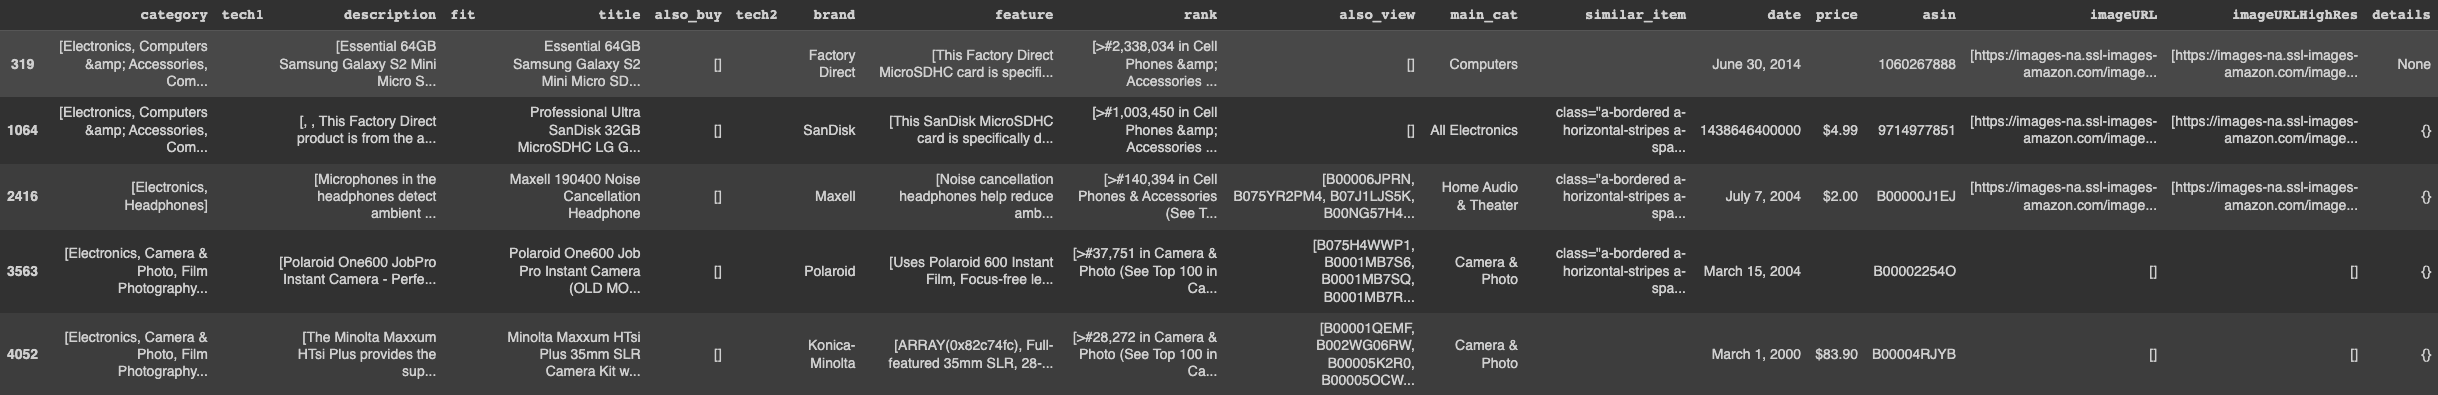 category tech1 description fit title also_buy tech2 brand feature rank also_view main_cat similar_item date price asin imageURL imageURLHighRes details
319
[Electronics, Computers
&amp; Accessories,
Com...
[Essential 64GB
Samsung Galaxy S2 Mini
Micro S...
Essential 64GB
Samsung Galaxy S2
Mini Micro SD...
[]
Factory
Direct
[This Factory Direct
MicroSDHC card is specifi...
[>#2,338,034 in Cell
Phones &amp;
Accessories ...
[]
Computers
June 30, 2014
1060267888
[https://images-na.ssl-images-
amazon.com/image...
[https://images-na.ssl-images-
amazon.com/image...
None
1064
[Electronics, Computers
&amp; Accessories,
Com...
[, , This Factory Direct
product is from the a...
Professional Ultra
SanDisk 32GB
MicroSDHC LG G...
[]
SanDisk
[This SanDisk MicroSDHC
card is specifically d...
[>#1,003,450 in Cell
Phones &amp;
Accessories ...
[]
All Electronics
class="a-bordered a-
horizontal-stripes a-
spa...
1438646400000
$4.99
9714977851
[https://images-na.ssl-images-
amazon.com/image...
[https://images-na.ssl-images-
amazon.com/image...
{}
2416
[Electronics,
Headphones]
[Microphones in the
headphones detect
ambient ...
Maxell 190400 Noise
Cancellation
Headphone
[]
Maxell
[Noise cancellation
headphones help reduce
amb...
[>#140,394 in Cell
Phones & Accessories
(See T...
[B00006JPRN,
B075YR2PM4, B07J1LJS5K,
B00NG57H4...
Home Audio
& Theater
class="a-bordered a-
horizontal-stripes a-
spa...
July 7, 2004
$2.00
B00000J1EJ
[https://images-na.ssl-images-
amazon.com/image...
[https://images-na.ssl-images-
amazon.com/image...
{}
3563
[Electronics, Camera &
Photo, Film
Photography...
[Polaroid One600 JobPro
Instant Camera - Perfe...
Polaroid One600 Job
Pro Instant Camera
(OLD MO...
[]
Polaroid
[Uses Polaroid 600 Instant
Film, Focus-free le...
[>#37,751 in Camera &
Photo (See Top 100 in
Ca...
[B075H4WWP1,
B0001MB7S6,
B0001MB7SQ,
B0001MB7R...
Camera &
Photo
class="a-bordered a-
horizontal-stripes a-
spa...
March 15, 2004
B00002254O
[]
[]
{}
4052
[Electronics, Camera &
Photo, Film
Photography...
[The Minolta Maxxum
HTsi Plus provides the
sup...
Minolta Maxxum HTsi
Plus 35mm SLR
Camera Kit w...
[]
Konica-
Minolta
[ARRAY(0x82c74fc), Full-
featured 35mm SLR, 28-...
[>#28,272 in Camera &
Photo (See Top 100 in
Ca...
[B00001QEMF,
B002WG06RW,
B00005K2R0,
B00005OCW...
Camera &
Photo
March 1, 2000
$83.90
B00004RJYB
[]
[]
{}